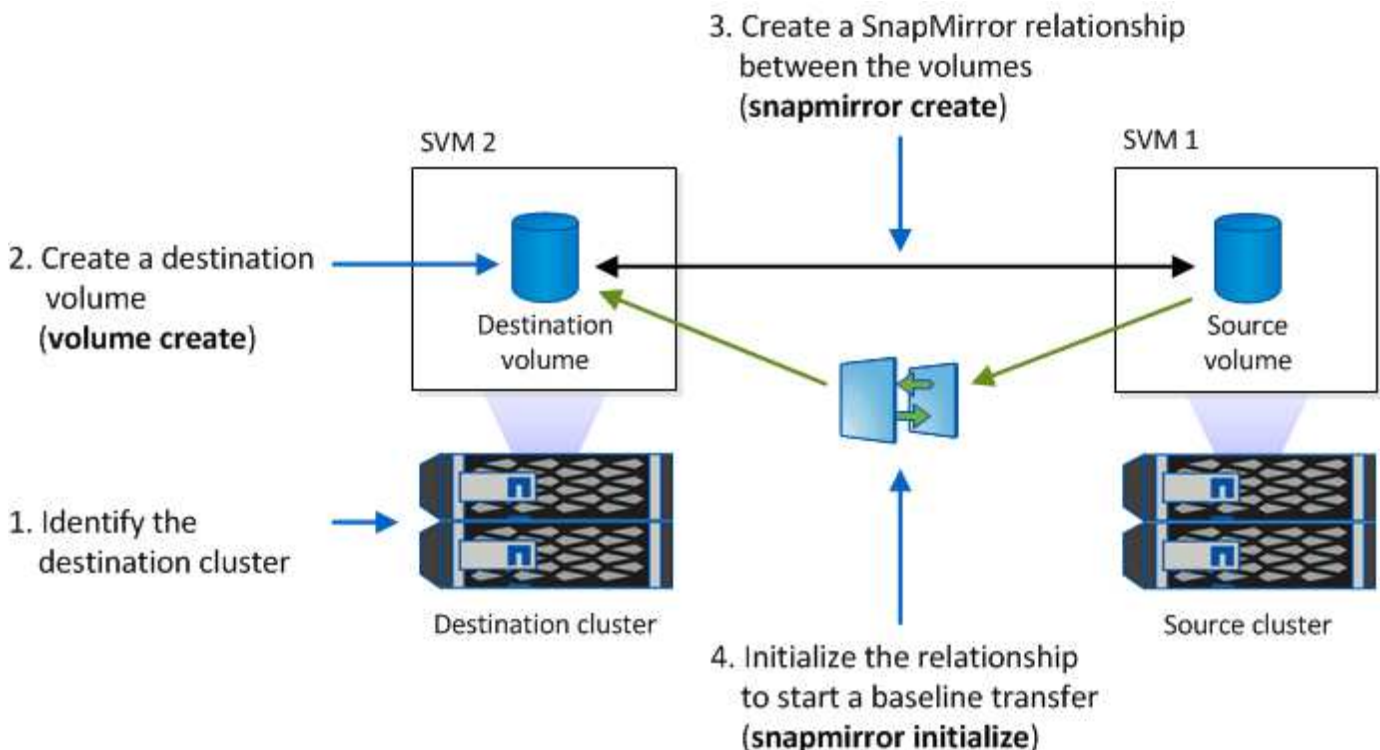 3. Create a SnapMirror relationship
between the volumes
(snapmirror create)
SVM 2
SVM 1
2. Create a destination
volume
(volume create)
Destination
volume
Source
volume
1. Identify the
destination cluster
Destination cluster
Source cluster
4. Initialize the relationship
to start a baseline transfer
(snapmirror initialize)